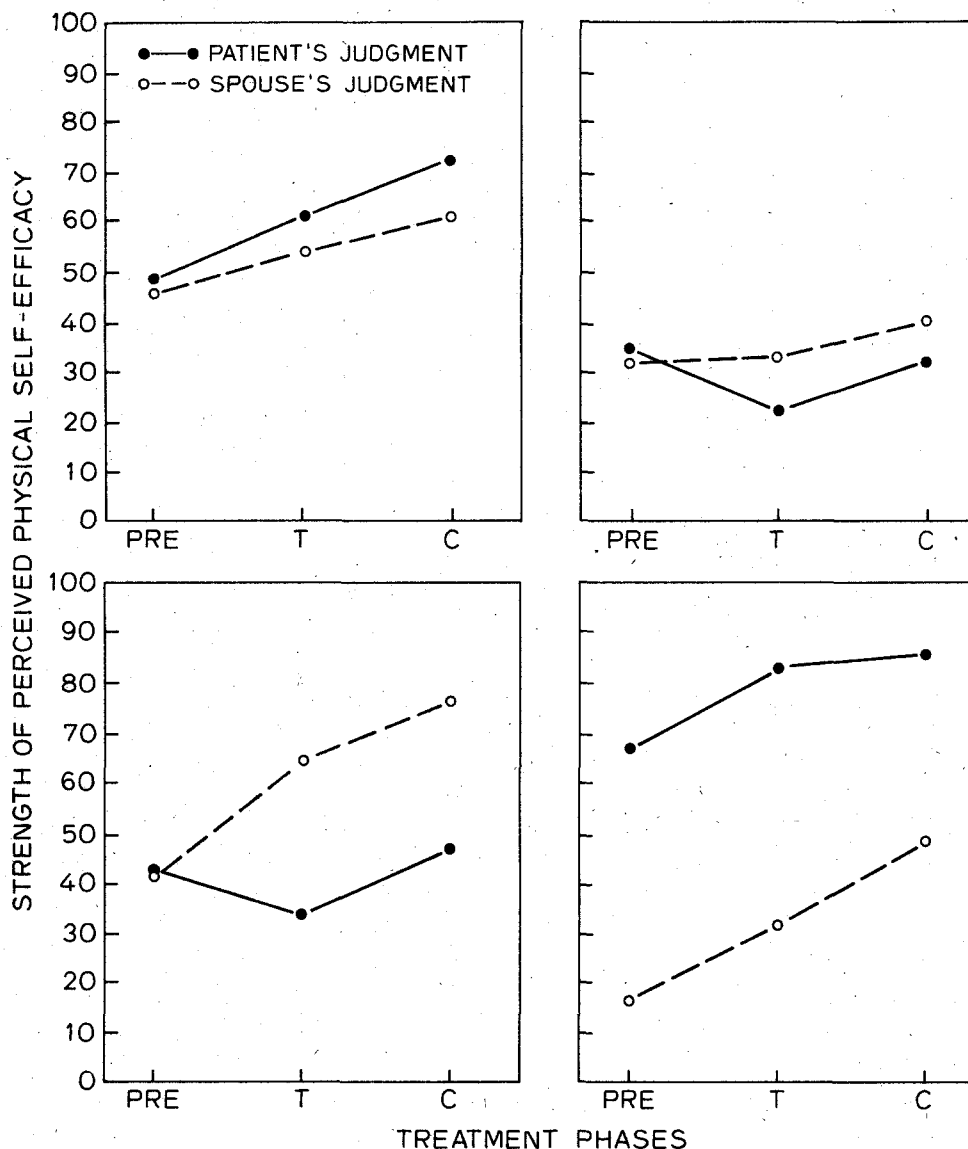 STRENGTH OF PERCEIVED PHYSICAL SELF-EFFICACY
100
90
80
70
60
50
40
30
20
10
0
PATIENT'S JUDGMENT
SPOUSE'S JUDGMENT
PRE T C
PRE T C
100
90
80
70
60
50
40
30
20
10
0
PRE T C
PRE T C
TREATMENT PHASES